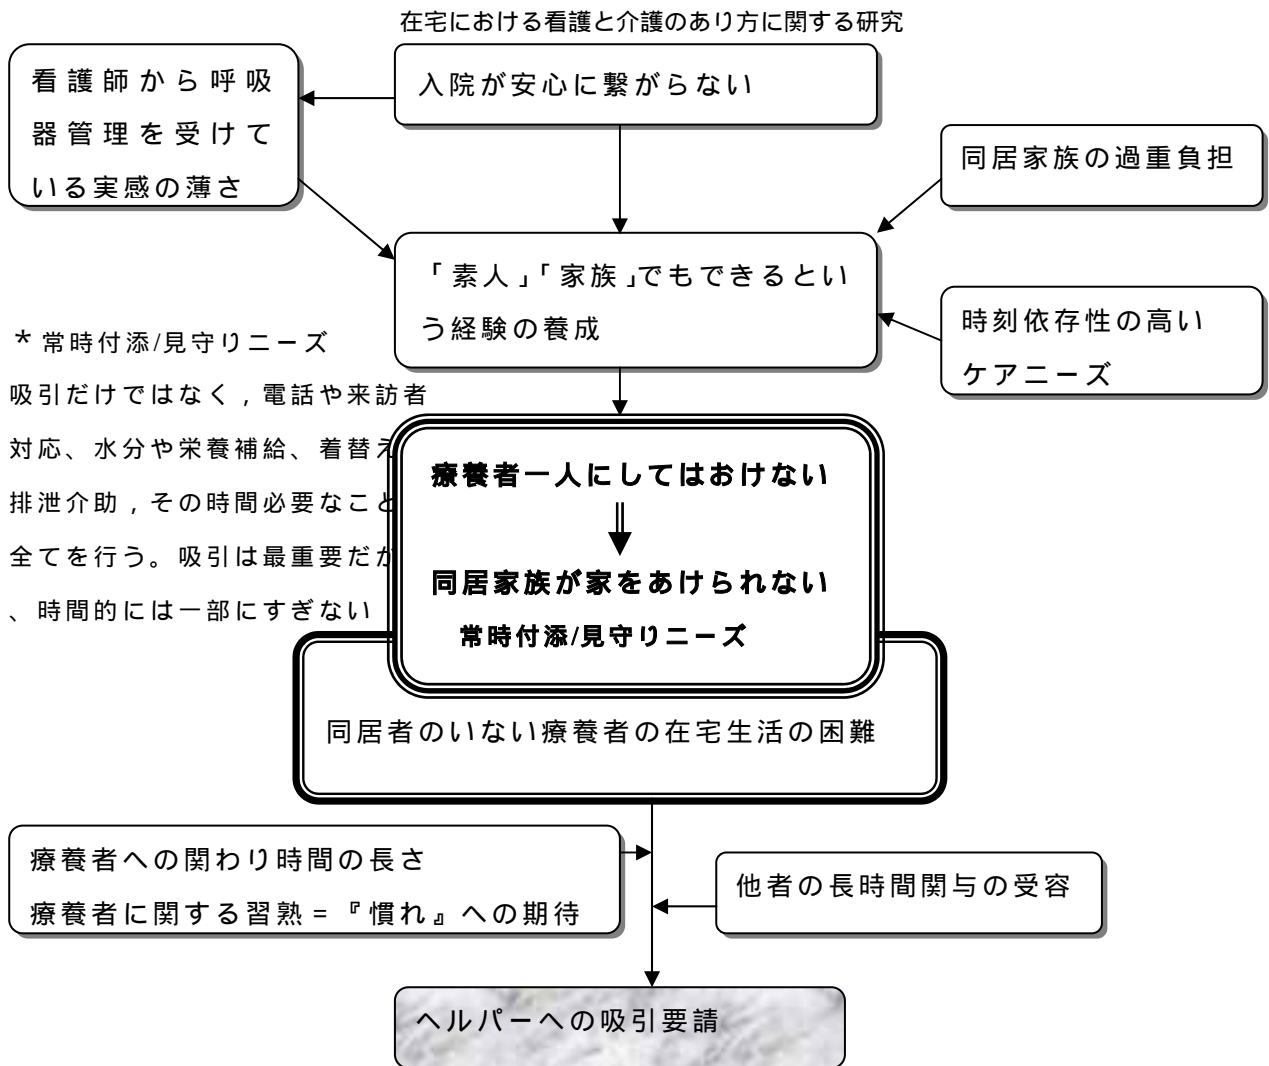 在宅における看護と介護のあり方に関する研究
看護師から呼吸
器管理を受けて
いる実感の薄さ
入院が安心に繋がらない
同居家族の過重負担
「素人」「家族」でもできるとい
う経験の養成
時刻依存性の高い
ケアニーズ
*常時付添/見守りニーズ
吸引だけではなく,電話や来訪者
対応、水分や栄養補給、着替え
排泄介助,その時間必要なこと
全てを行う。吸引は最重要だが
、時間的には一部にすぎない
療養者一人にしてはおけない
同居家族が家をあけられない
常時付添/見守りニーズ
同居者のいない療養者の在宅生活の困難
療養者への関わり時間の長さ
療養者に関する習熟=『慣れ』への期待
他者の長時間関与の受容
ヘルパーへの吸引要請